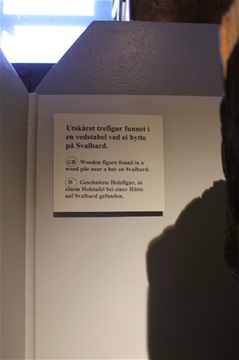 Utskåret trefigur funnet i
en vedstabel ved ei hytte
på Svalbard.
GB Wooden figure found in a
wood pile near a hut on Svalbard.
D Geschnitzte Holzfigur, in
einem Holzstafel bei einer Hütte
auf Svalbard gefunden.